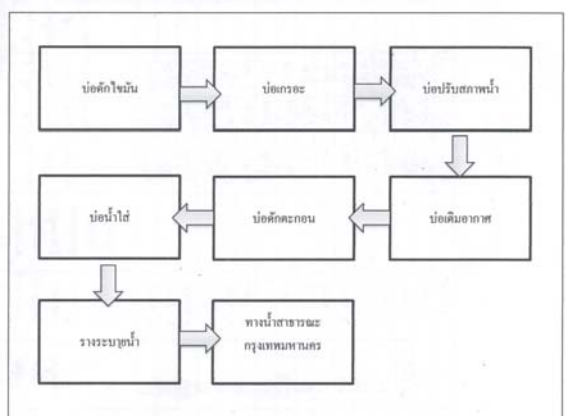 บ่อดักไขมัน
บ่อเกรอะ
บ่อปรับสภาพน้ำ
บ่อเติมอากาศ
บ่อดักตะกอน
บ่อน้ำใส่
รางระบายน้ำ
ทางน้ำสาธารณะ
กรุงเทพมหานคร